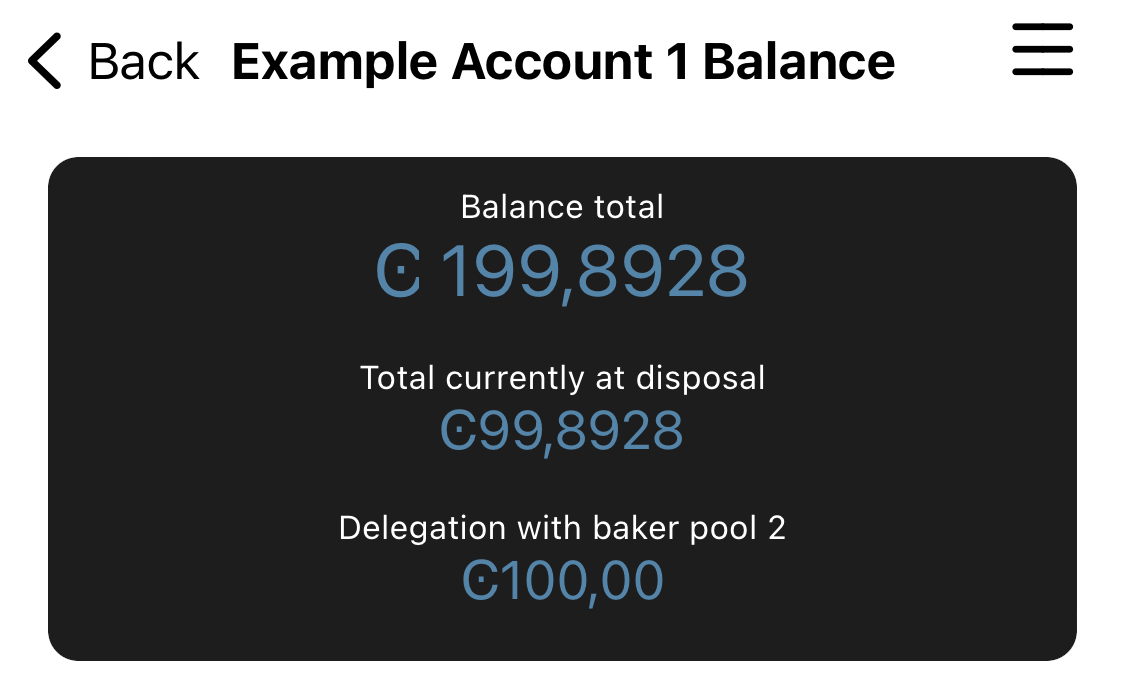 Back Example Account 1 Balance
Balance total
Ͼ 199,8928
Total currently at disposal
Ͼ99,8928
Delegation with baker pool 2
Ͼ100,00